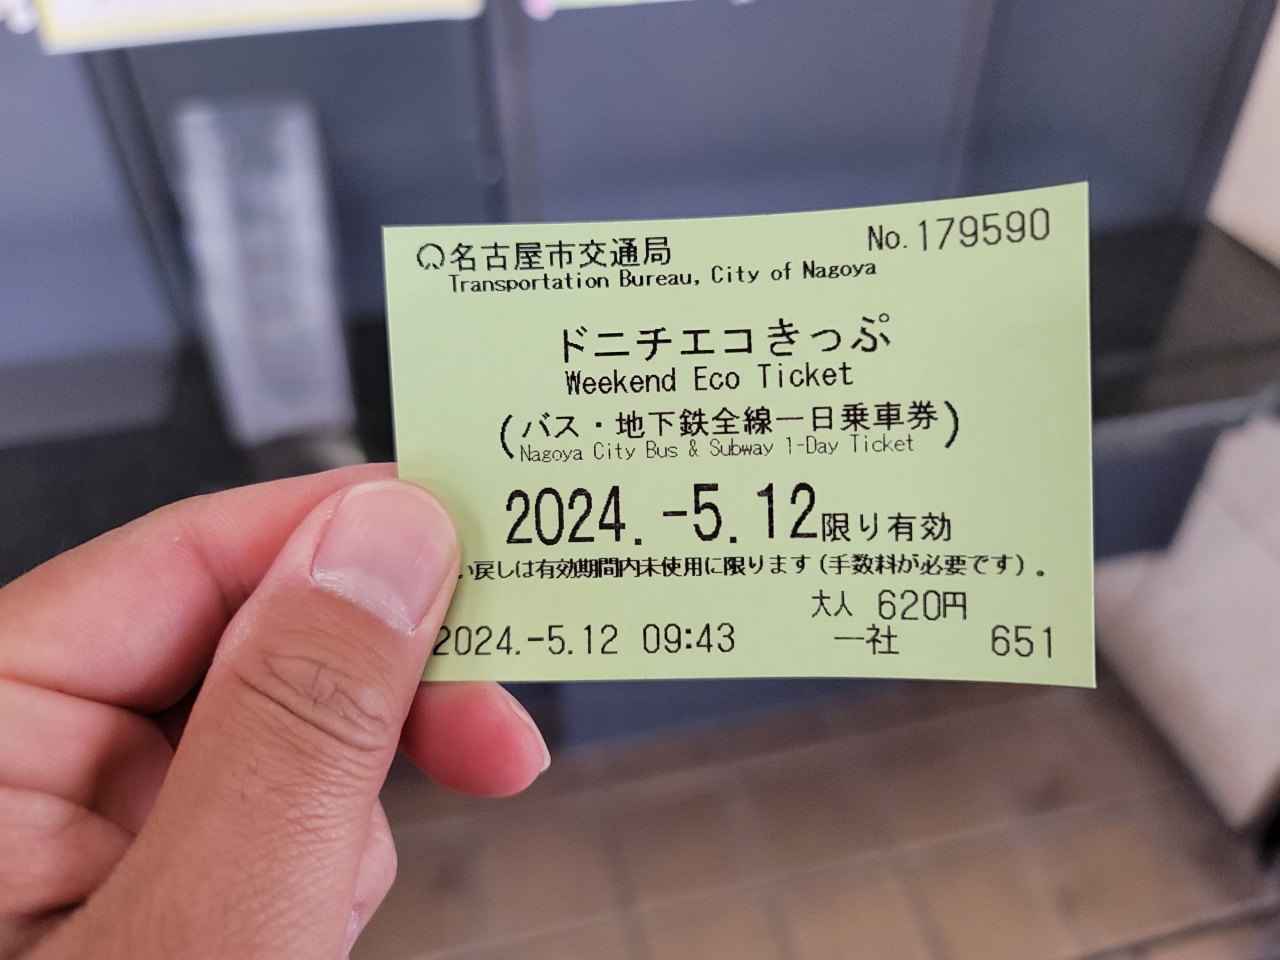 名古屋市交通局
No.179590
Transportation Bureau, City of Nagoya
ドニチエコきっぷ
Weekend Eco Ticket
(バス・地下鉄全線一日乗車券)
Nagoya City Bus & Subway 1-Day Ticket
2024.-5.12限り有効
い戻しは有効期間内未使用に限ります(手数料が必要です)。
大人 620円
2024.-5.12 09:43 一社 651